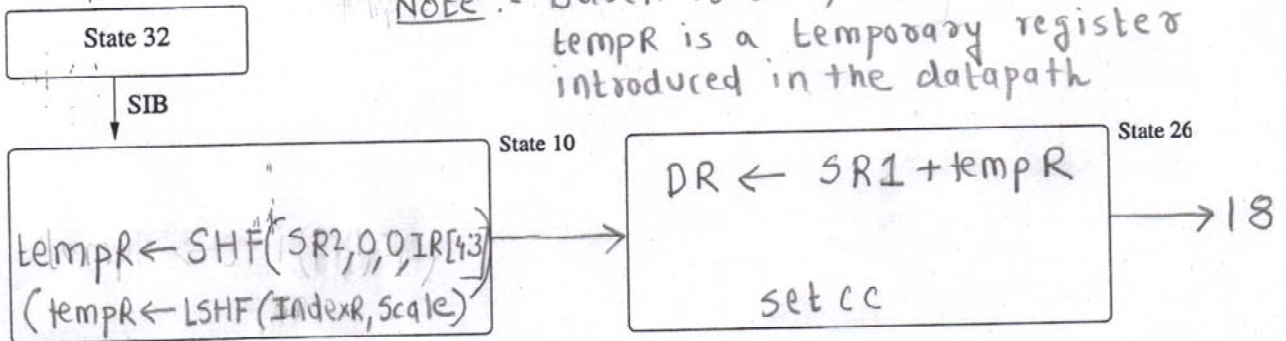 NOTE :-
tempR is a temporary register
introduced in the datapath
State 32
SIB
State 10
tempR ← SHF(SR2,0,0,IR[4:3])
(tempR ← LSHF(IndexR, Scale)
State 26
DR ← SR1 + tempR
set cc
→ 18